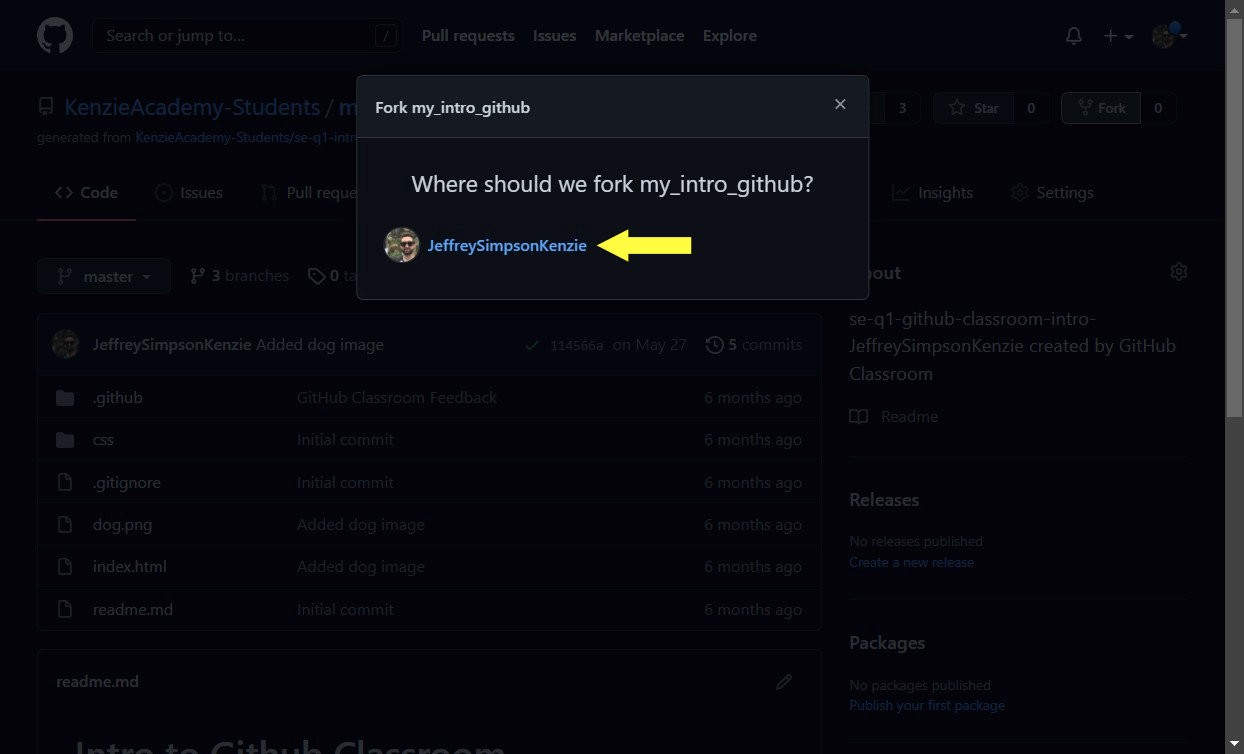 Search or jump to...
/
Pull requests
Issues
Marketplace
Explore
Fork my_intro_github
Where should we fork my_intro_github?
JeffreySimpsonKenzie
KenzieAcademy-Students / m
3
Star
0
Fork
0
generated from KenzieAcademy-Students/se-q1-intr
Code
Issues
Pull reque
Insights
Settings
master
3 branches
0 ta
out
se-q1-github-classroom-intro-
JeffreySimpsonKenzie created by GitHub
Classroom
Readme
JeffreySimpsonKenzie Added dog image
114566a on May 27
5 commits
.github GitHub Classroom Feedback 6 months ago
css Initial commit 6 months ago
.gitignore Initial commit 6 months ago
dog.png Added dog image 6 months ago
index.html Added dog image 6 months ago
readme.md Initial commit 6 months ago
Releases
No releases published
Create a new release
Packages
No packages published
Publish your first package
readme.md
Intro to Github Classroom